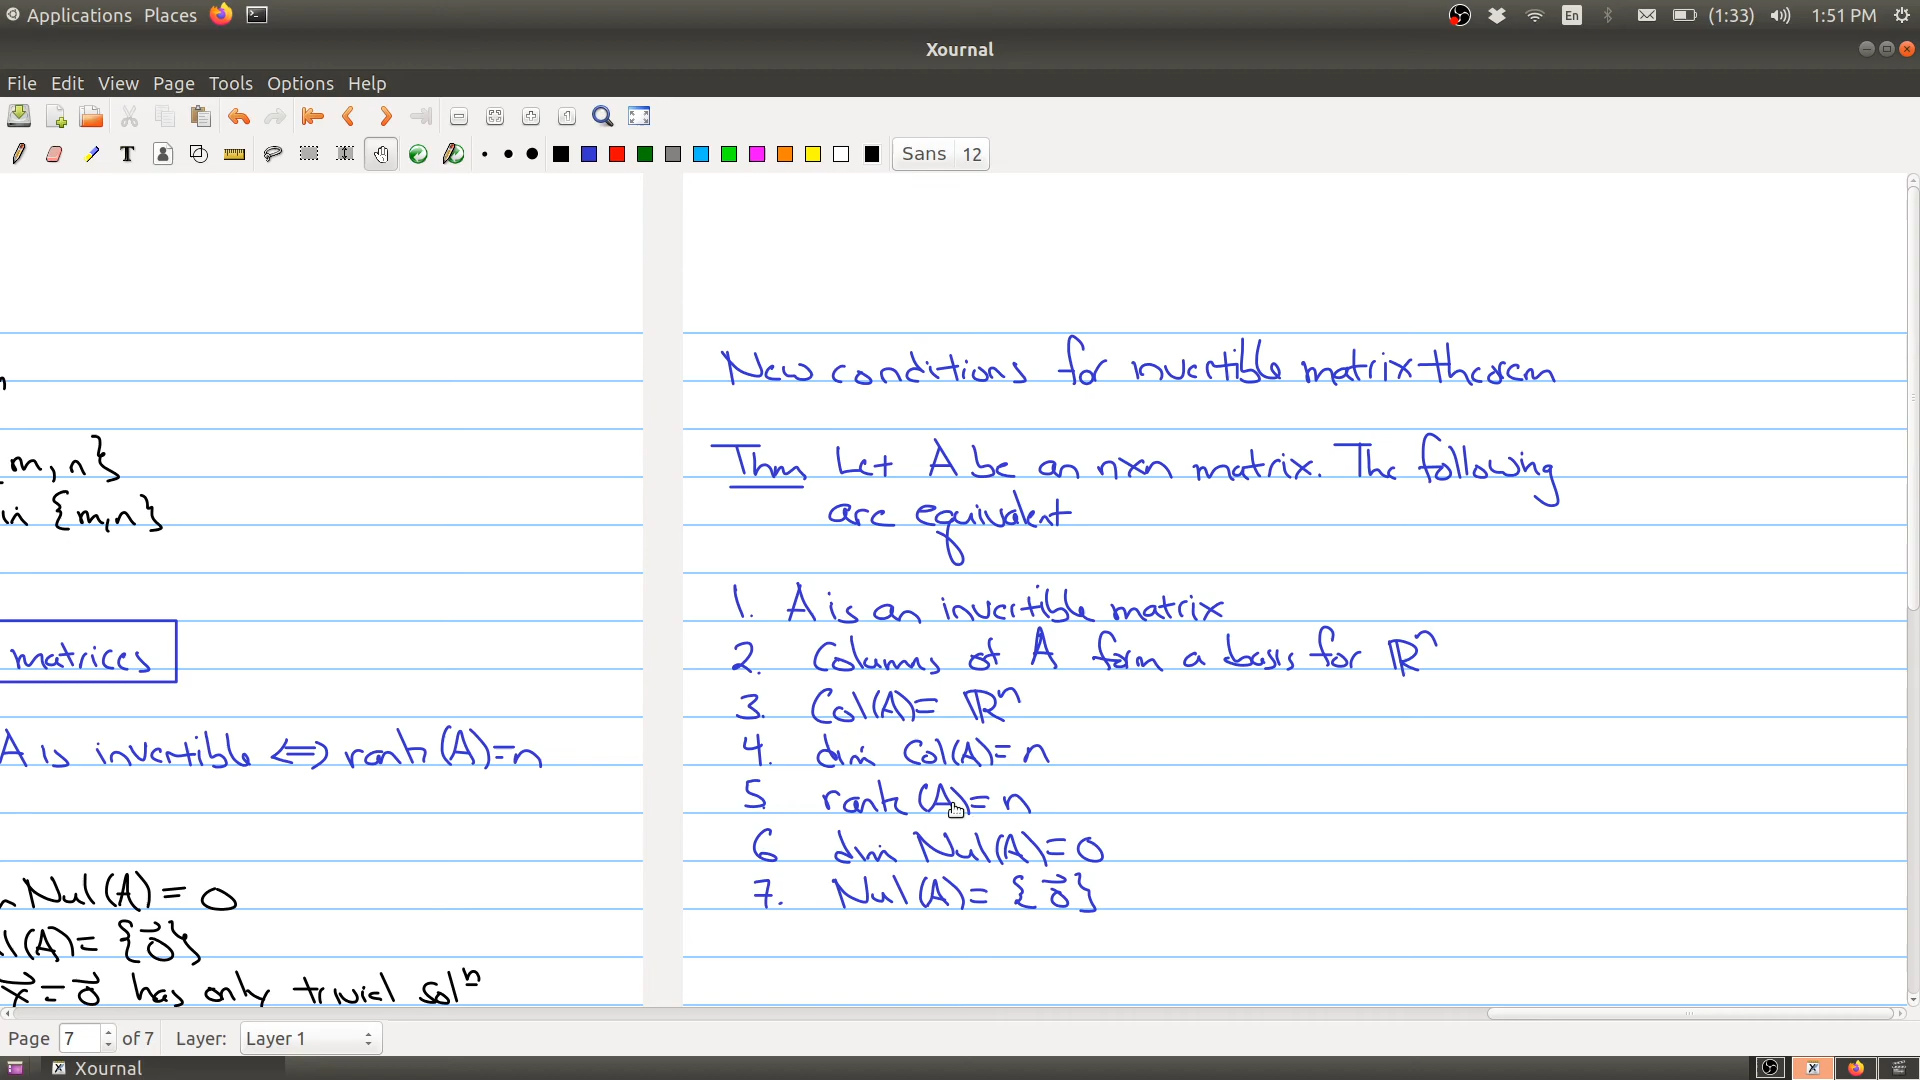 Applications Places En (1:33) 1:51 PM
Xournal
File Edit View Page Tools Options Help
Sans 12
m, n}
in {m,n}
matrices
A is invertible ⟺ rank (A)=n
Nul(A) = 0
(A)= {0⃗}
x⃗ = 0⃗ has only trivial solⁿ
New conditions for invertible matrix theorem
Thm Let A be an nxn matrix. The following
are equivalent
1. A is an invertible matrix
2. Columns of A form a basis for ℝⁿ
3. Col(A)= ℝⁿ
4. dim Col(A)= n
5 rank (A)= n
6 dim Nul(A)= 0
7. Nul(A)= {0⃗}
Page 7 of 7 Layer: Layer 1
Xournal